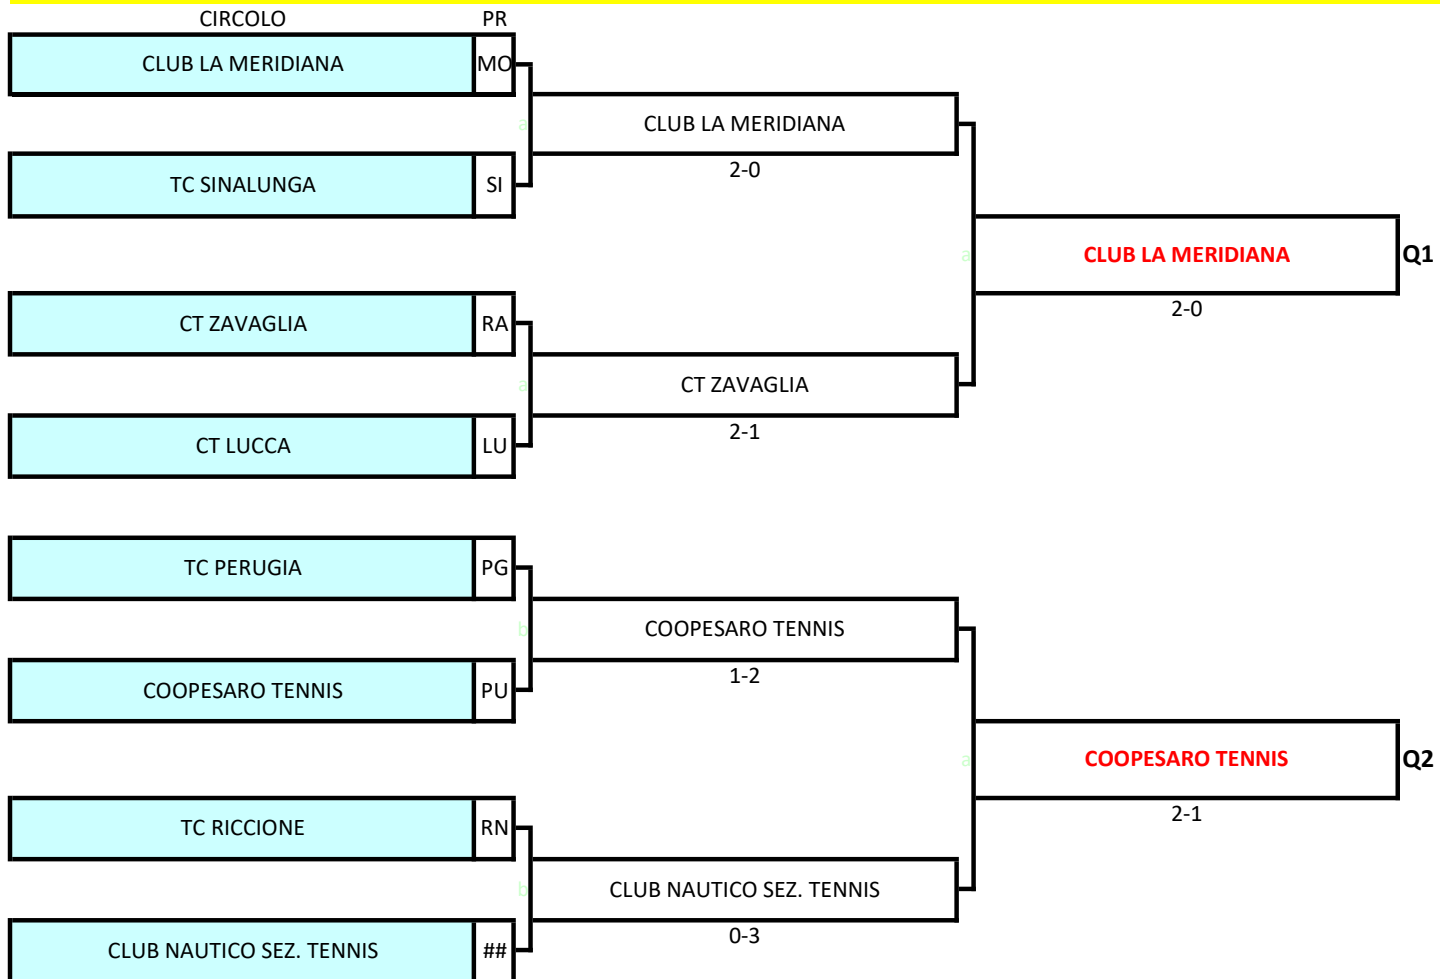 CIRCOLO PR
CLUB LA MERIDIANA MO
a CLUB LA MERIDIANA
2-0
TC SINALUNGA SI
a CLUB LA MERIDIANA Q1
2-0
CT ZAVAGLIA RA
a CT ZAVAGLIA
2-1
CT LUCCA LU
TC PERUGIA PG
b COOPESARO TENNIS
1-2
COOPESARO TENNIS PU
a COOPESARO TENNIS Q2
2-1
TC RICCIONE RN
b CLUB NAUTICO SEZ. TENNIS
0-3
CLUB NAUTICO SEZ. TENNIS ##